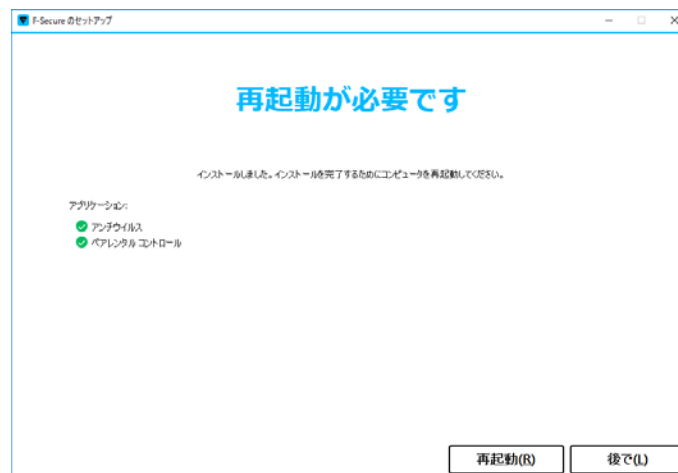 F-Secure のセットアップ
再起動が必要です
インストールしました。インストールを完了するためにコンピュータを再起動してください。
アプリケーション:
アンチウイルス
ペアレンタル コントロール
再起動(R)
後で(L)